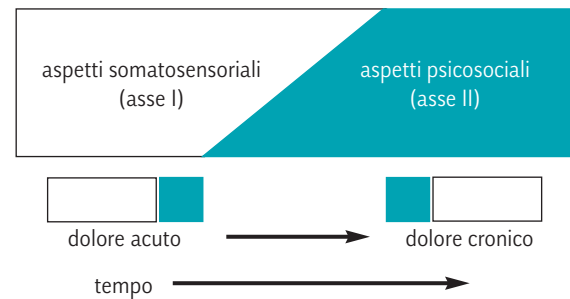 aspetti somatosensoriali
(asse I)
aspetti psicosociali
(asse II)
dolore acuto
dolore cronico
tempo